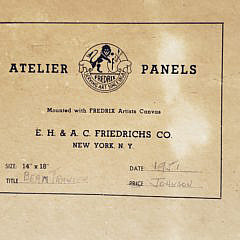 ATELIER PANELS
FREDRIX
Mounted with FREDRIX Artists Canvas
E. H. & A. C. FRIEDRICHS CO.
NEW YORK, N. Y.
SIZE: 14" x 18" DATE 1951
TITLE PRICE JOHNSON